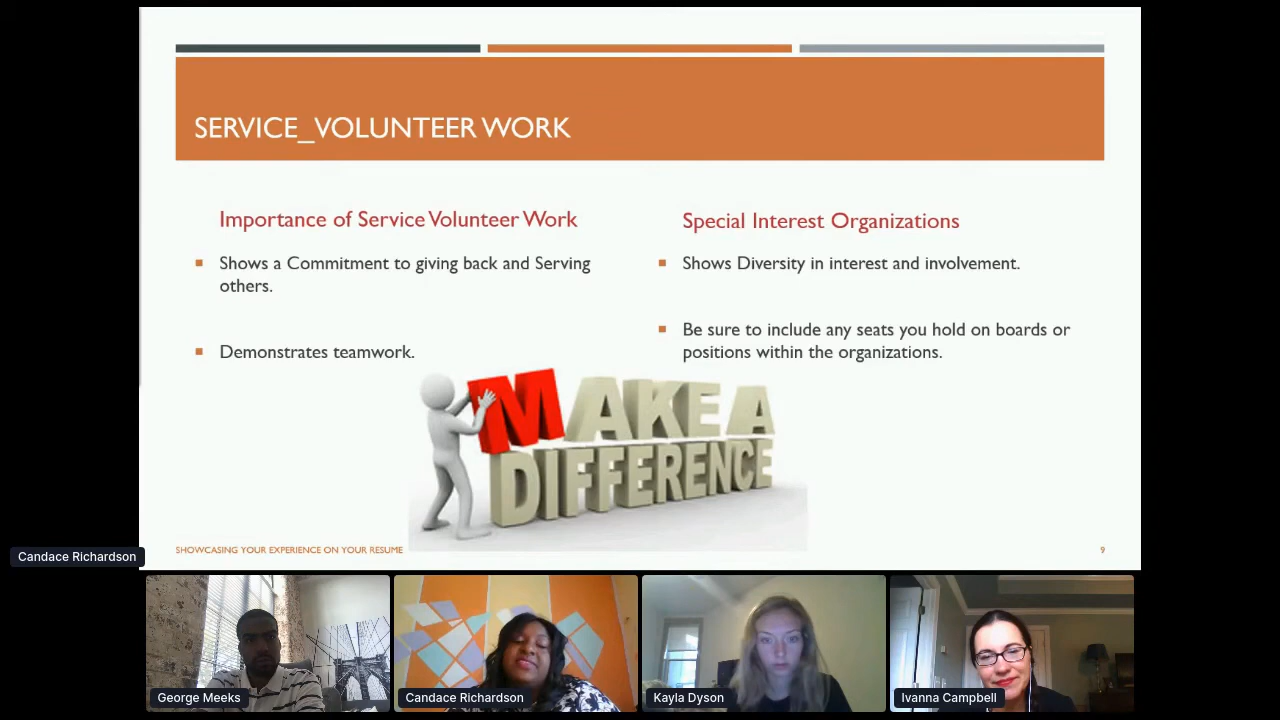 SERVICE_VOLUNTEER WORK
Importance of Service Volunteer Work
Shows a Commitment to giving back and Serving
others.
Demonstrates teamwork.
Special Interest Organizations
Shows Diversity in interest and involvement.
Be sure to include any seats you hold on boards or
positions within the organizations.
MAKE A
DIFFERENCE
SHOWCASING YOUR EXPERIENCE ON YOUR RESUME
9
Candace Richardson
George Meeks
Candace Richardson
Kayla Dyson
Ivanna Campbell